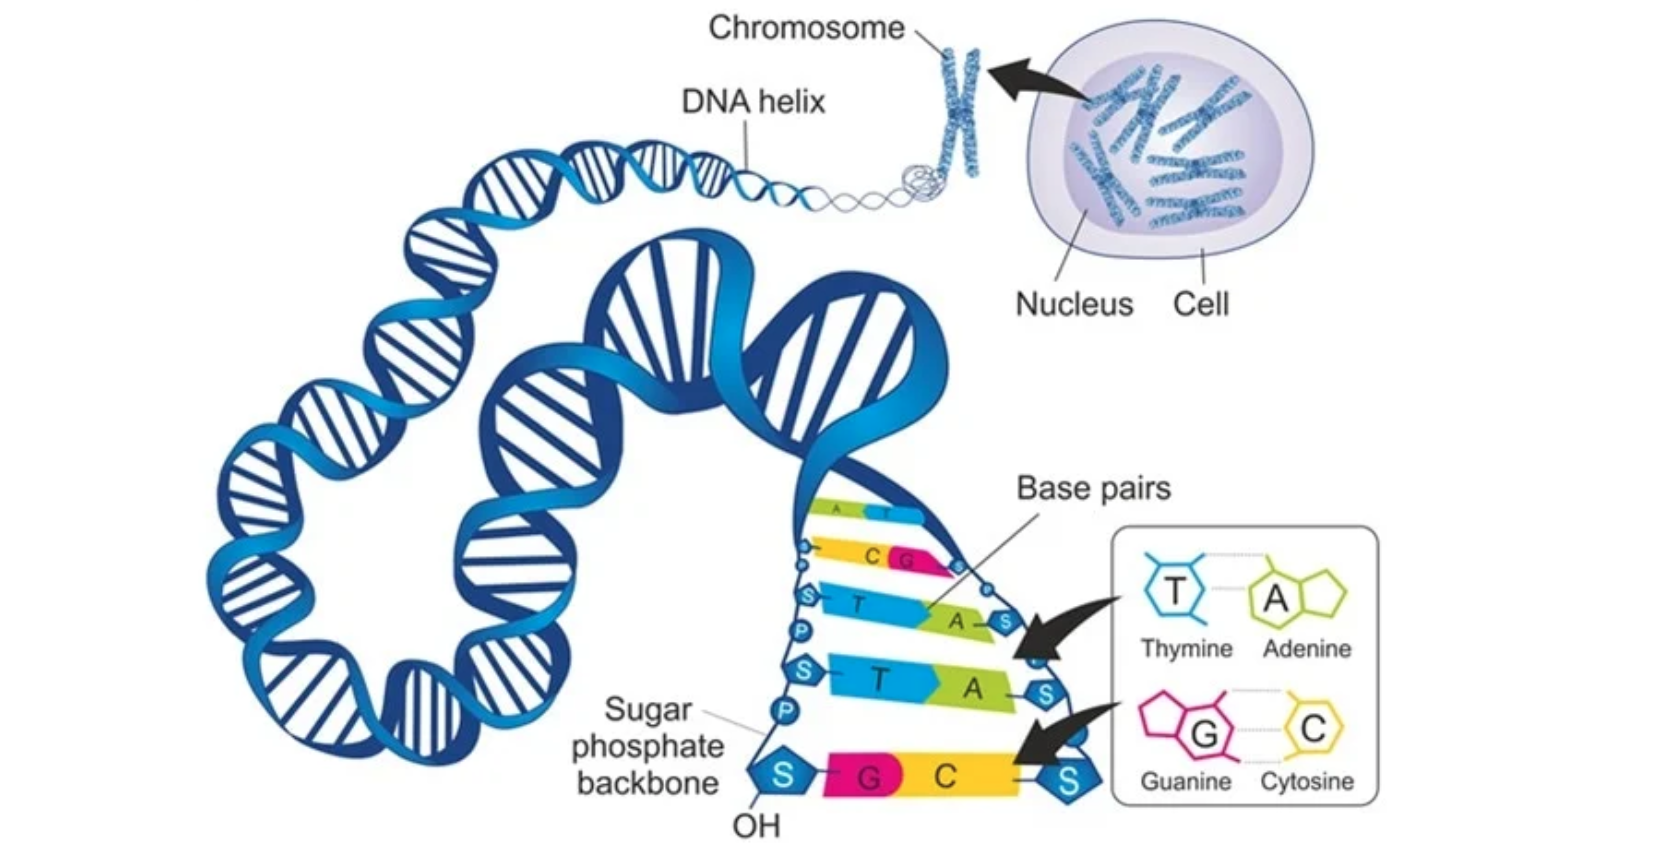 Chromosome
DNA helix
Nucleus
Cell
Base pairs
A T
C G
S
S
P
P
S T A S
P
S T A S
P
Sugar
phosphate
backbone
S G C S
OH
T A
Thymine Adenine
G C
Guanine Cytosine